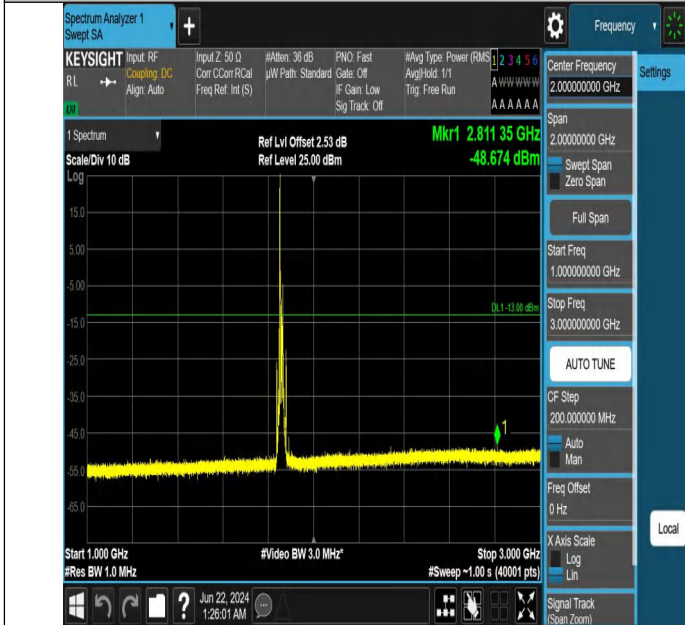 Spectrum Analyzer 1
Swept SA
+
Frequency
KEYSIGHT
RL
Input: RF
Coupling: DC
Align: Auto
Input Z: 50 Ω
Corr CCorr RCal
Freq Ref: Int (S)
#Atten: 36 dB
µW Path: Standard
PNO: Fast
Gate: Off
IF Gain: Low
Sig Track: Off
#Avg Type: Power (RMS
Avg|Hold: 1/1
Trig: Free Run
1 2 3 4 5 6
A W W W W W
A A A A A A
1 Spectrum
Scale/Div 10 dB
Log
Ref Lvl Offset 2.53 dB
Ref Level 25.00 dBm
Mkr1 2.811 35 GHz
-48.674 dBm
15.0
5.00
-5.00
DL1 -13.00 dBm
-15.0
-25.0
-35.0
-45.0
1
-55.0
-65.0
Start 1.000 GHz
#Video BW 3.0 MHz*
Stop 3.000 GHz
#Res BW 1.0 MHz
#Sweep ~1.00 s (40001 pts)
?
Jun 22, 2024
1:26:01 AM
Center Frequency
2.000000000 GHz
Settings
Span
2.00000000 GHz
Swept Span
Zero Span
Full Span
Start Freq
1.000000000 GHz
Stop Freq
3.000000000 GHz
AUTO TUNE
CF Step
200.000000 MHz
Auto
Man
Freq Offset
0 Hz
Local
X Axis Scale
Log
Lin
Signal Track
(Span Zoom)